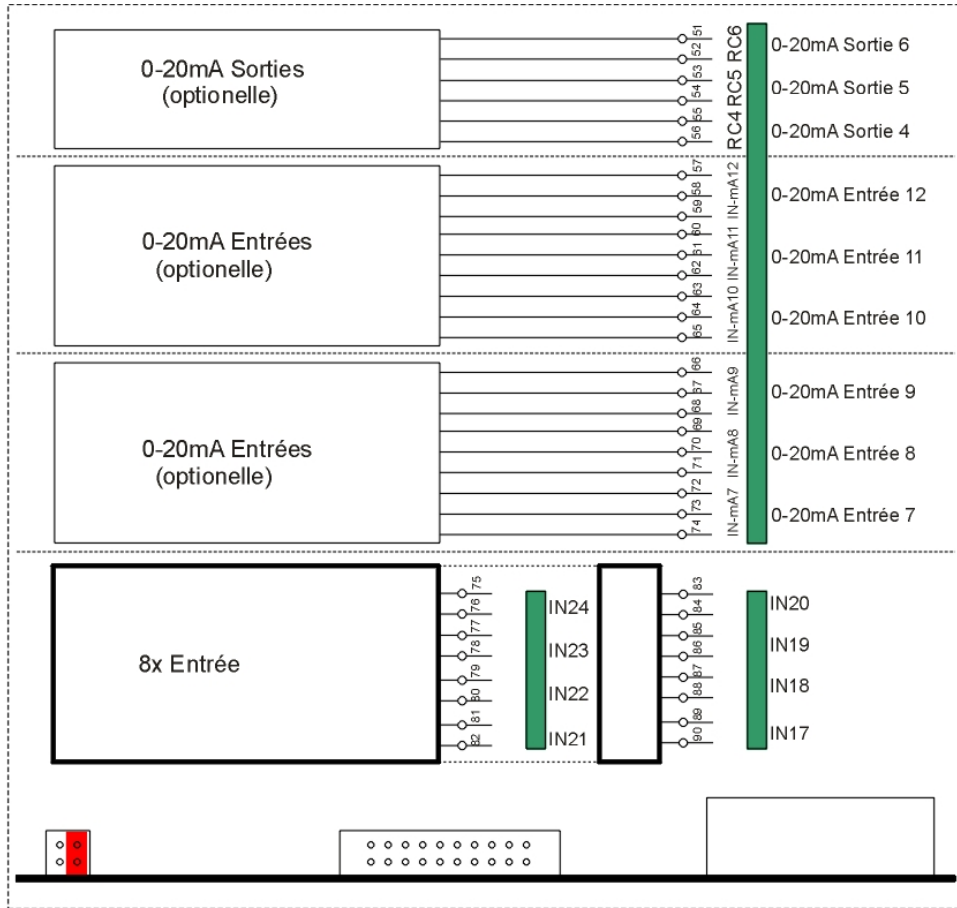 0-20mA Sorties
(optionelle)
51
52
53
54
55
56
RC6
RC5
RC4
0-20mA Sortie 6
0-20mA Sortie 5
0-20mA Sortie 4
0-20mA Entrées
(optionelle)
57
58
59
60
61
62
63
64
65
IN-mA12
IN-mA11
IN-mA10
0-20mA Entrée 12
0-20mA Entrée 11
0-20mA Entrée 10
0-20mA Entrées
(optionelle)
66
67
68
69
70
71
72
73
74
IN-mA9
IN-mA8
IN-mA7
0-20mA Entrée 9
0-20mA Entrée 8
0-20mA Entrée 7
8x Entrée
75
76
77
78
79
80
81
82
IN24
IN23
IN22
IN21
83
84
85
86
87
88
89
90
IN20
IN19
IN18
IN17